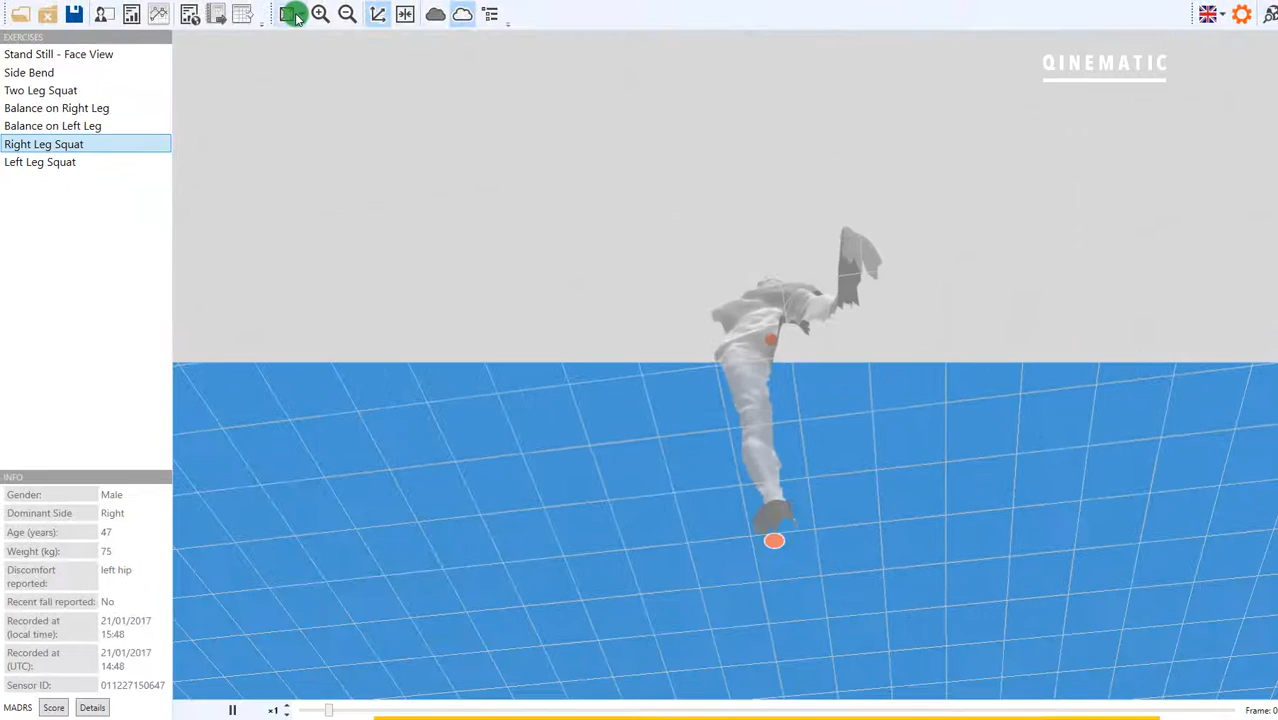 QINEMATIC
EXERCISES
Stand Still - Face View
Side Bend
Two Leg Squat
Balance on Right Leg
Balance on Left Leg
Right Leg Squat
Left Leg Squat
INFO
Gender: Male
Dominant Side Right
Age (years): 47
Weight (kg): 75
Discomfort reported: left hip
Recent fall reported: No
Recorded at (local time): 21/01/2017 15:48
Recorded at (UTC): 21/01/2017 14:48
Sensor ID: 011227150647
MADRS Score Details
×1
Frame: 0